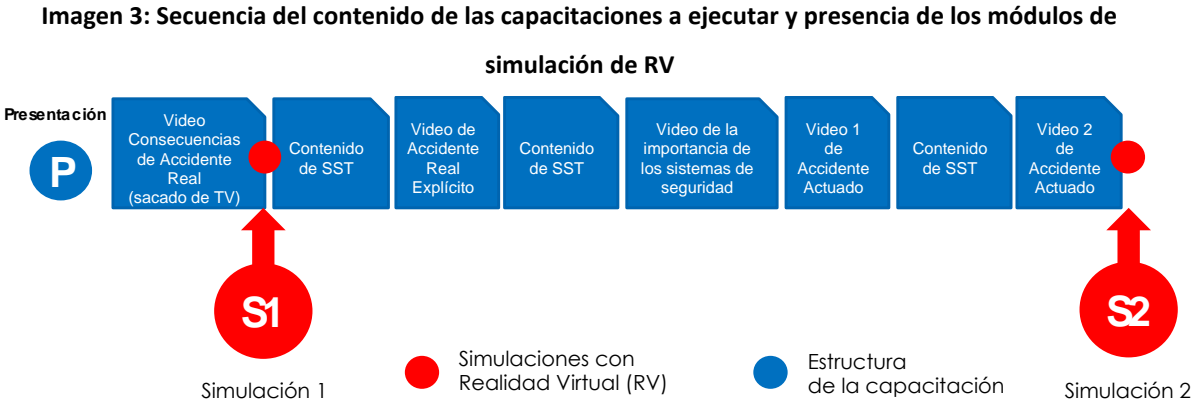 Imagen 3: Secuencia del contenido de las capacitaciones a ejecutar y presencia de los módulos de
simulación de RV
Presentación
P
Video
Consecuencias
de Accidente
Real
(sacado de TV)
Contenido
de SST
Video de
Accidente
Real
Explícito
Contenido
de SST
Video de la
importancia de
los sistemas de
seguridad
Video 1
de
Accidente
Actuado
Contenido
de SST
Video 2
de
Accidente
Actuado
S1
S2
Simulación 1
Simulaciones con
Realidad Virtual (RV)
Estructura
de la capacitación
Simulación 2